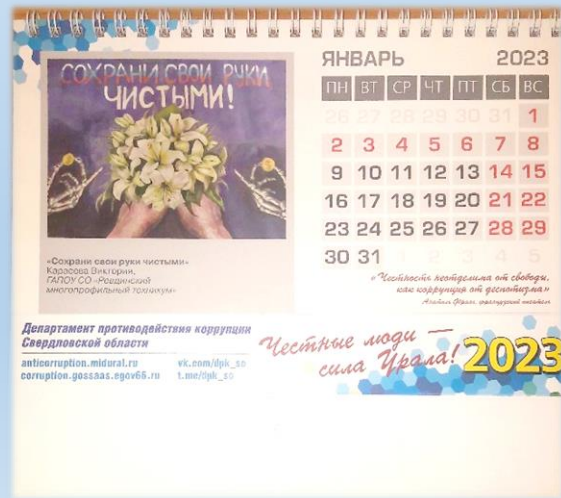 СОХРАНИ СВОИ РУКИ
ЧИСТЫМИ!
«Сохрани свои руки чистыми»
Карасова Виктория,
ГАПОУ СО «Ревдинский
многопрофильный техникум»
ЯНВАРЬ 2023
ПН ВТ СР ЧТ ПТ СБ ВС
26 27 28 29 30 31 1
2 3 4 5 6 7 8
9 10 11 12 13 14 15
16 17 18 19 20 21 22
23 24 25 26 27 28 29
30 31 1 2 3 4 5
«Честность неотделима от свободы,
как коррупция от деспотизма»
французский писатель
Департамент противодействия коррупции
Свердловской области
anticorruption.midural.ru vk.com/dpk_so
corruption.gossaas.egov66.ru t.me/dpk_so
Честные люди —
сила Урала! 2023